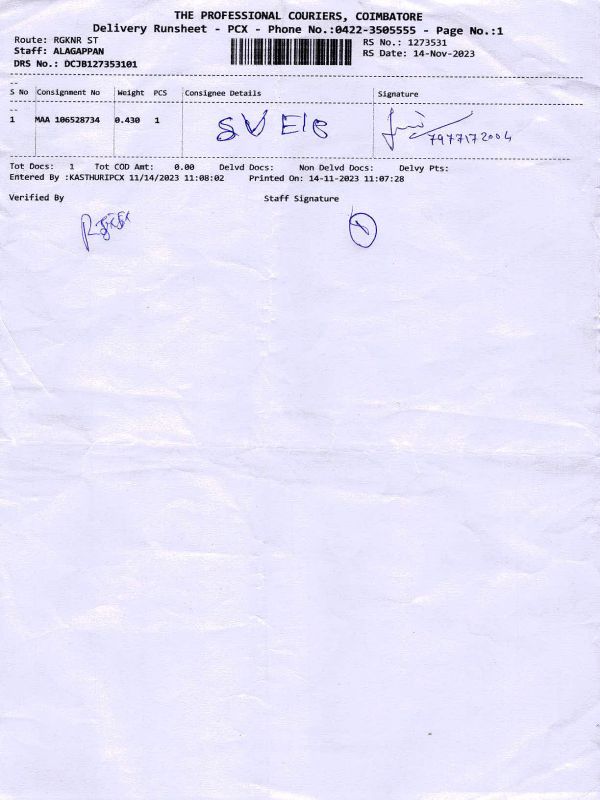 THE PROFESSIONAL COURIERS, COIMBATORE
Delivery Runsheet - PCX - Phone No.:0422-3505555 - Page No.:1
Route: RGKNR ST
RS No.: 1273531
Staff: ALAGAPPAN
RS Date: 14-Nov-2023
DRS No.: DCJB127353101
S No Consignment No Weight PCS Consignee Details Signature
1 MAA 106528734 0.430 1 SV Ele 7977172004
Tot Docs: 1 Tot COD Amt: 0.00 Delvd Docs: Non Delvd Docs: Delvy Pts:
Entered By :KASTHURIPCX 11/14/2023 11:08:02 Printed On: 14-11-2023 11:07:28
Verified By Staff Signature